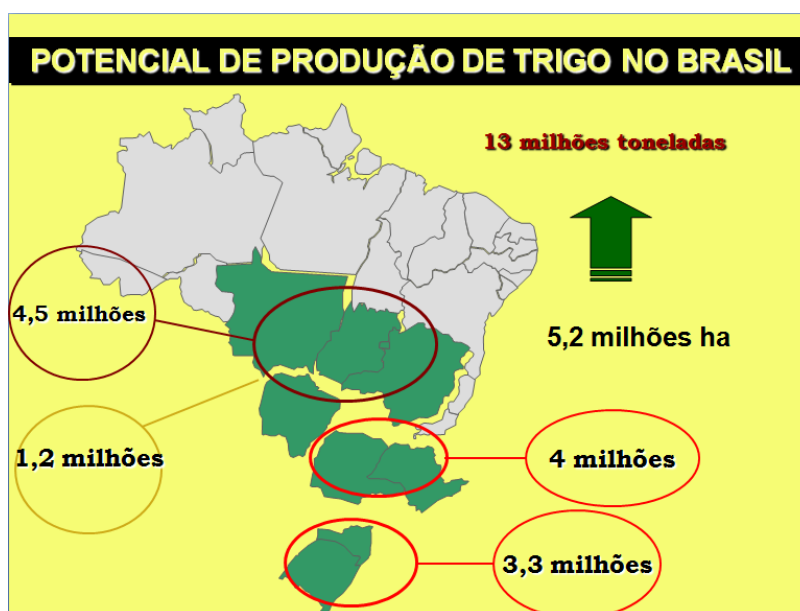 POTENCIAL DE PRODUÇÃO DE TRIGO NO BRASIL
13 milhões toneladas
4,5 milhões
5,2 milhões ha
1,2 milhões
4 milhões
3,3 milhões